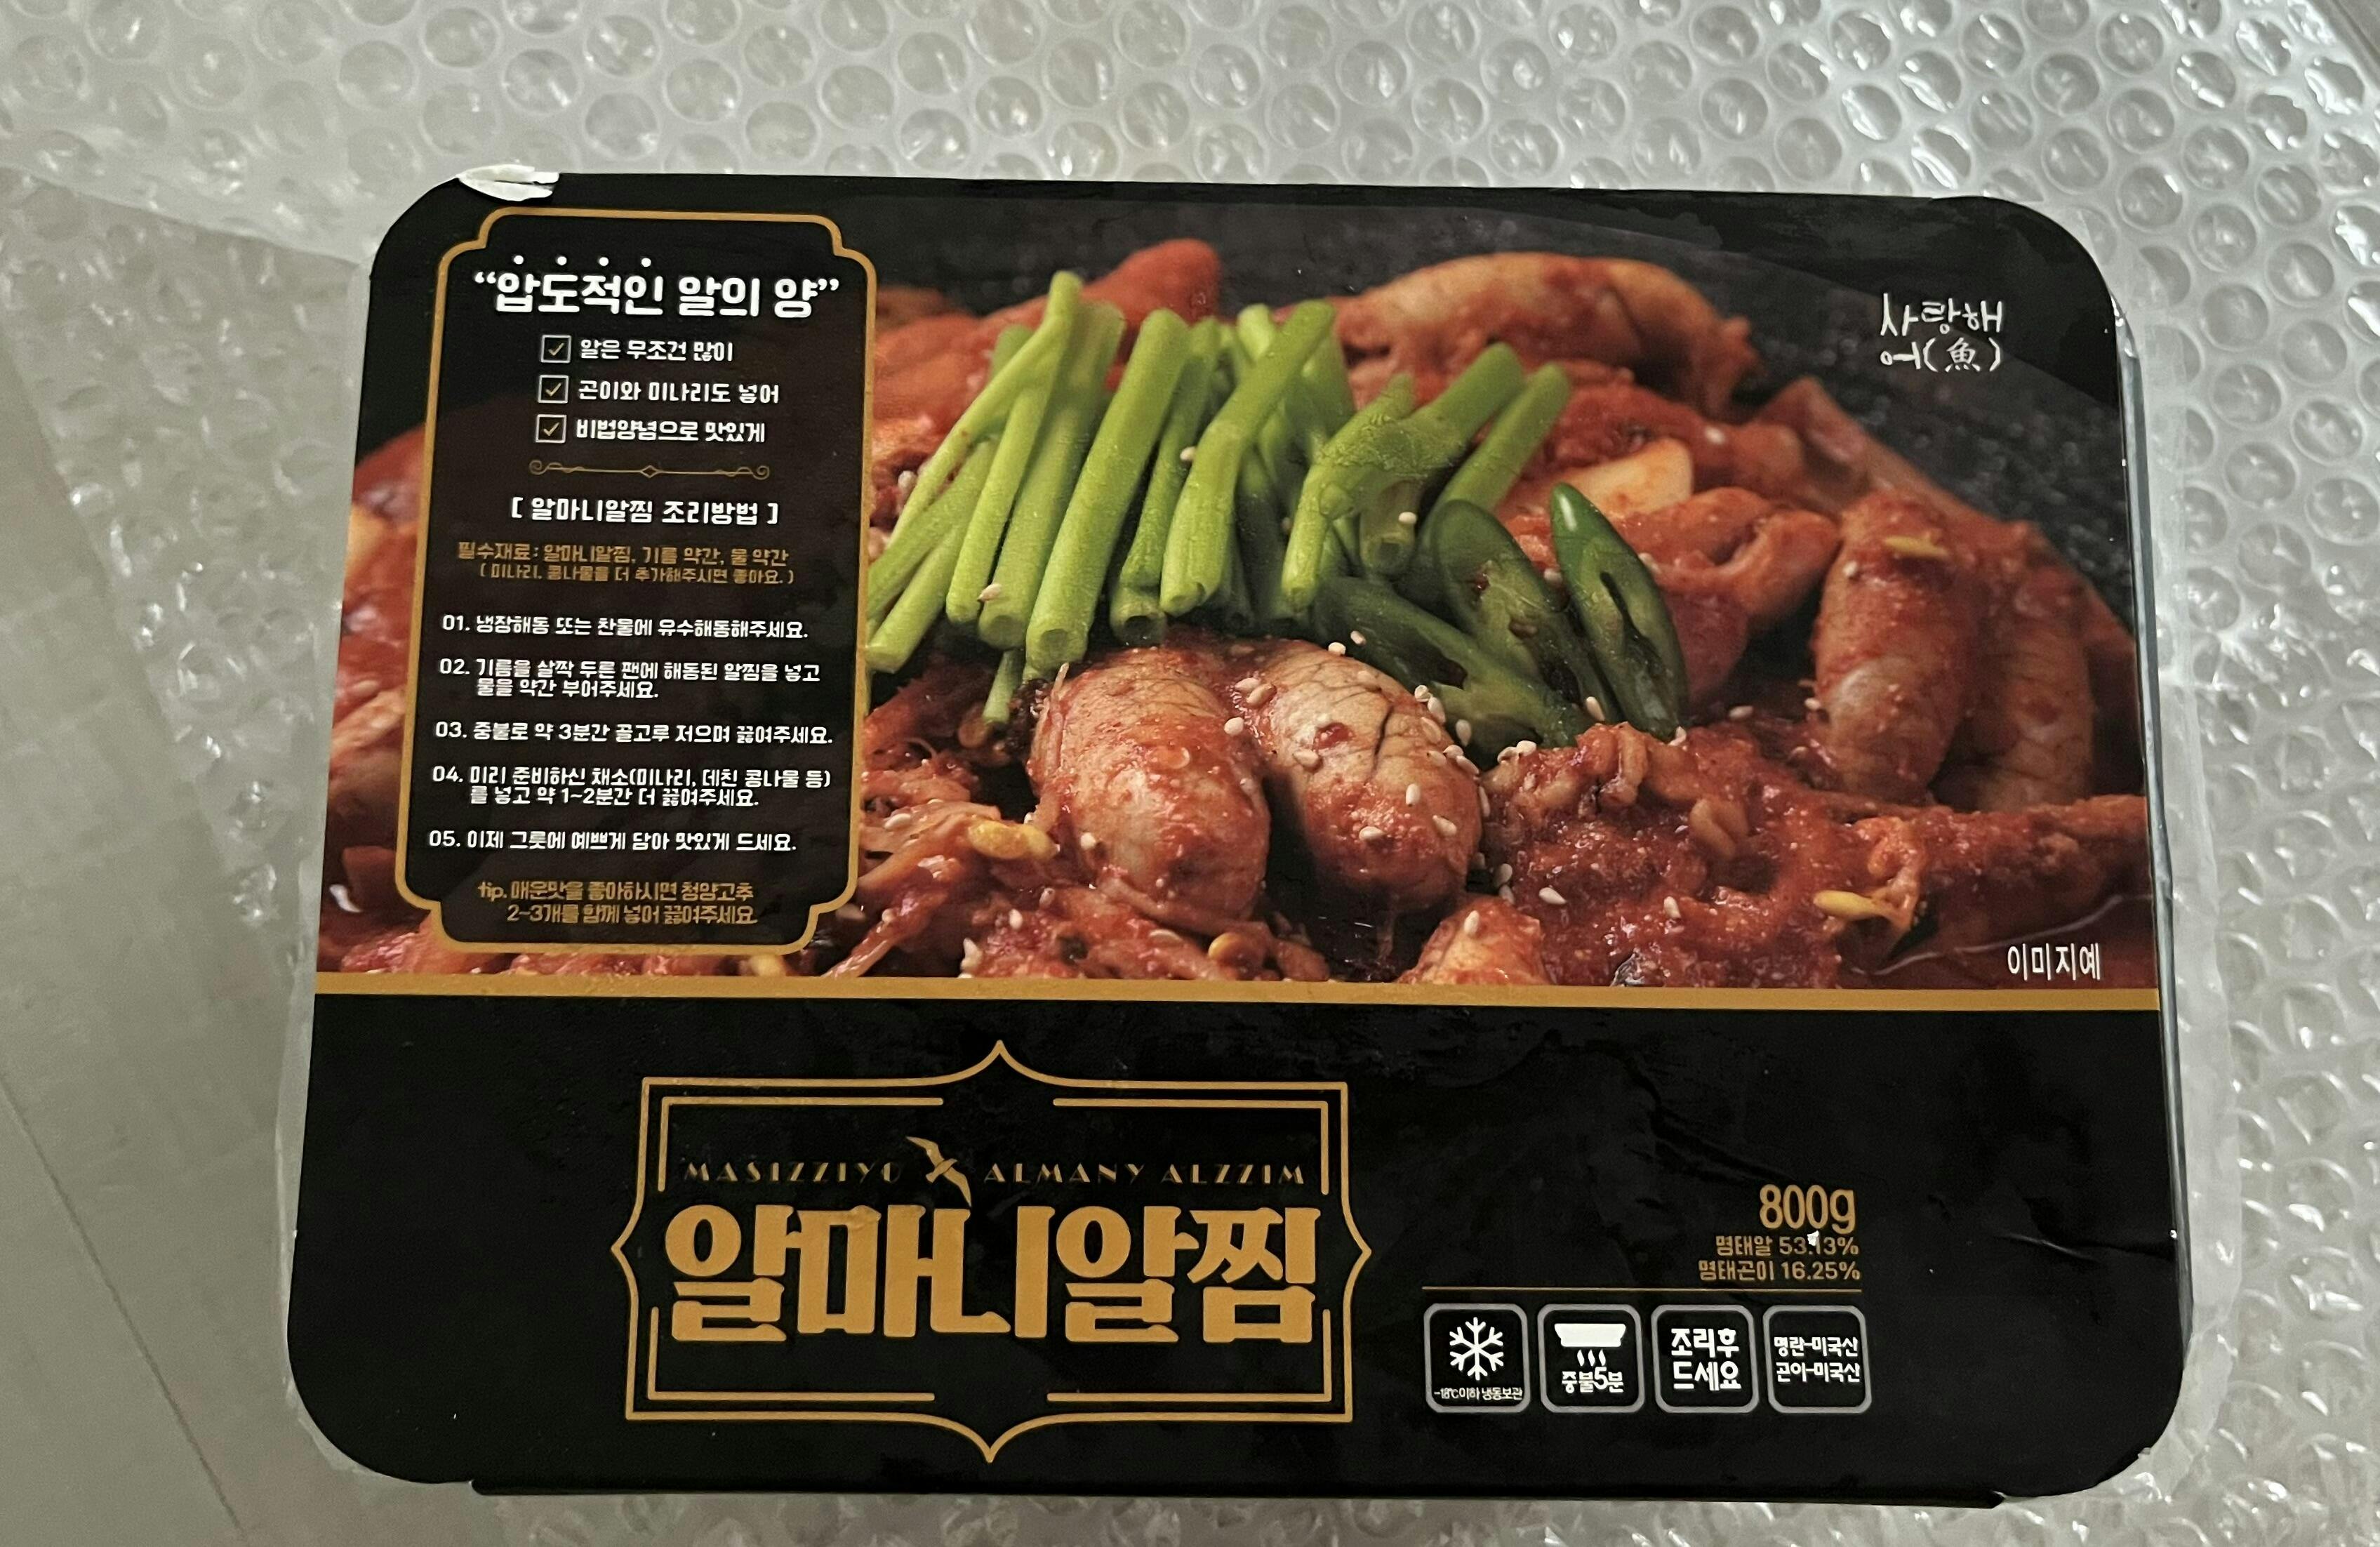 “압도적인 알의 양”
알은 무조건 많이
곤이와 미나리도 넣어
비법양념으로 맛있게
[ 알마니알찜 조리방법 ]
필수재료: 알마니알찜, 기름 약간, 물 약간
( 미나리, 콩나물을 더 추가해주시면 좋아요. )
01. 냉장해동 또는 찬물에 유수해동해주세요.
02. 기름을 살짝 두른 팬에 해동된 알찜을 넣고
물을 약간 부어주세요.
03. 중불로 약 3분간 골고루 저으며 끓여주세요.
04. 미리 준비하신 채소(미나리, 데친 콩나물 등)
를 넣고 약 1~2분간 더 끓여주세요.
05. 이제 그릇에 예쁘게 담아 맛있게 드세요.
tip. 매운맛을 좋아하시면 청양고추
2~3개를 함께 넣어 끓여주세요.
사랑해
어(魚)
이미지예
MASIZZIYO ALMANY ALZZIM
알마니알찜
800g
명태알 53.13%
명태곤이 16.25%
-18℃이하 냉동보관
중불5분
조리후
드세요
명란-미국산
곤이-미국산